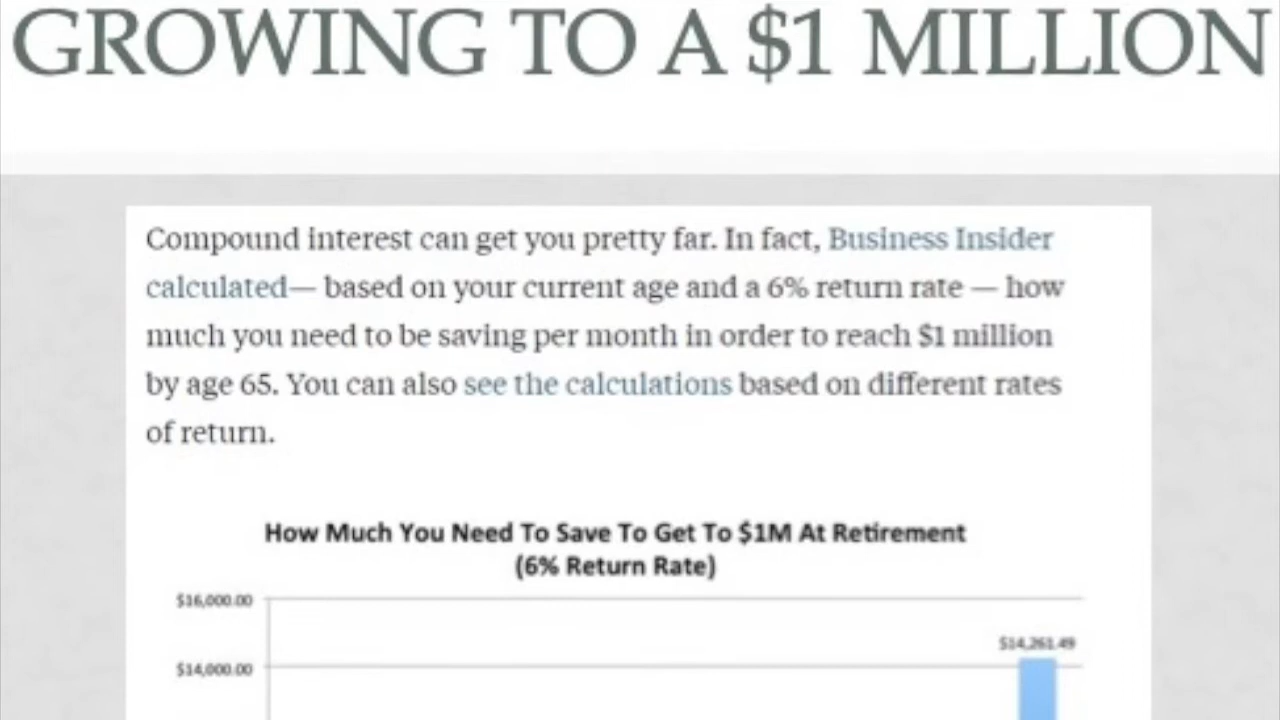 GROWING TO A $1 MILLION
Compound interest can get you pretty far. In fact, Business Insider
calculated— based on your current age and a 6% return rate — how
much you need to be saving per month in order to reach $1 million
by age 65. You can also see the calculations based on different rates
of return.
How Much You Need To Save To Get To $1M At Retirement
(6% Return Rate)
$16,000.00
$14,261.49
$14,000.00